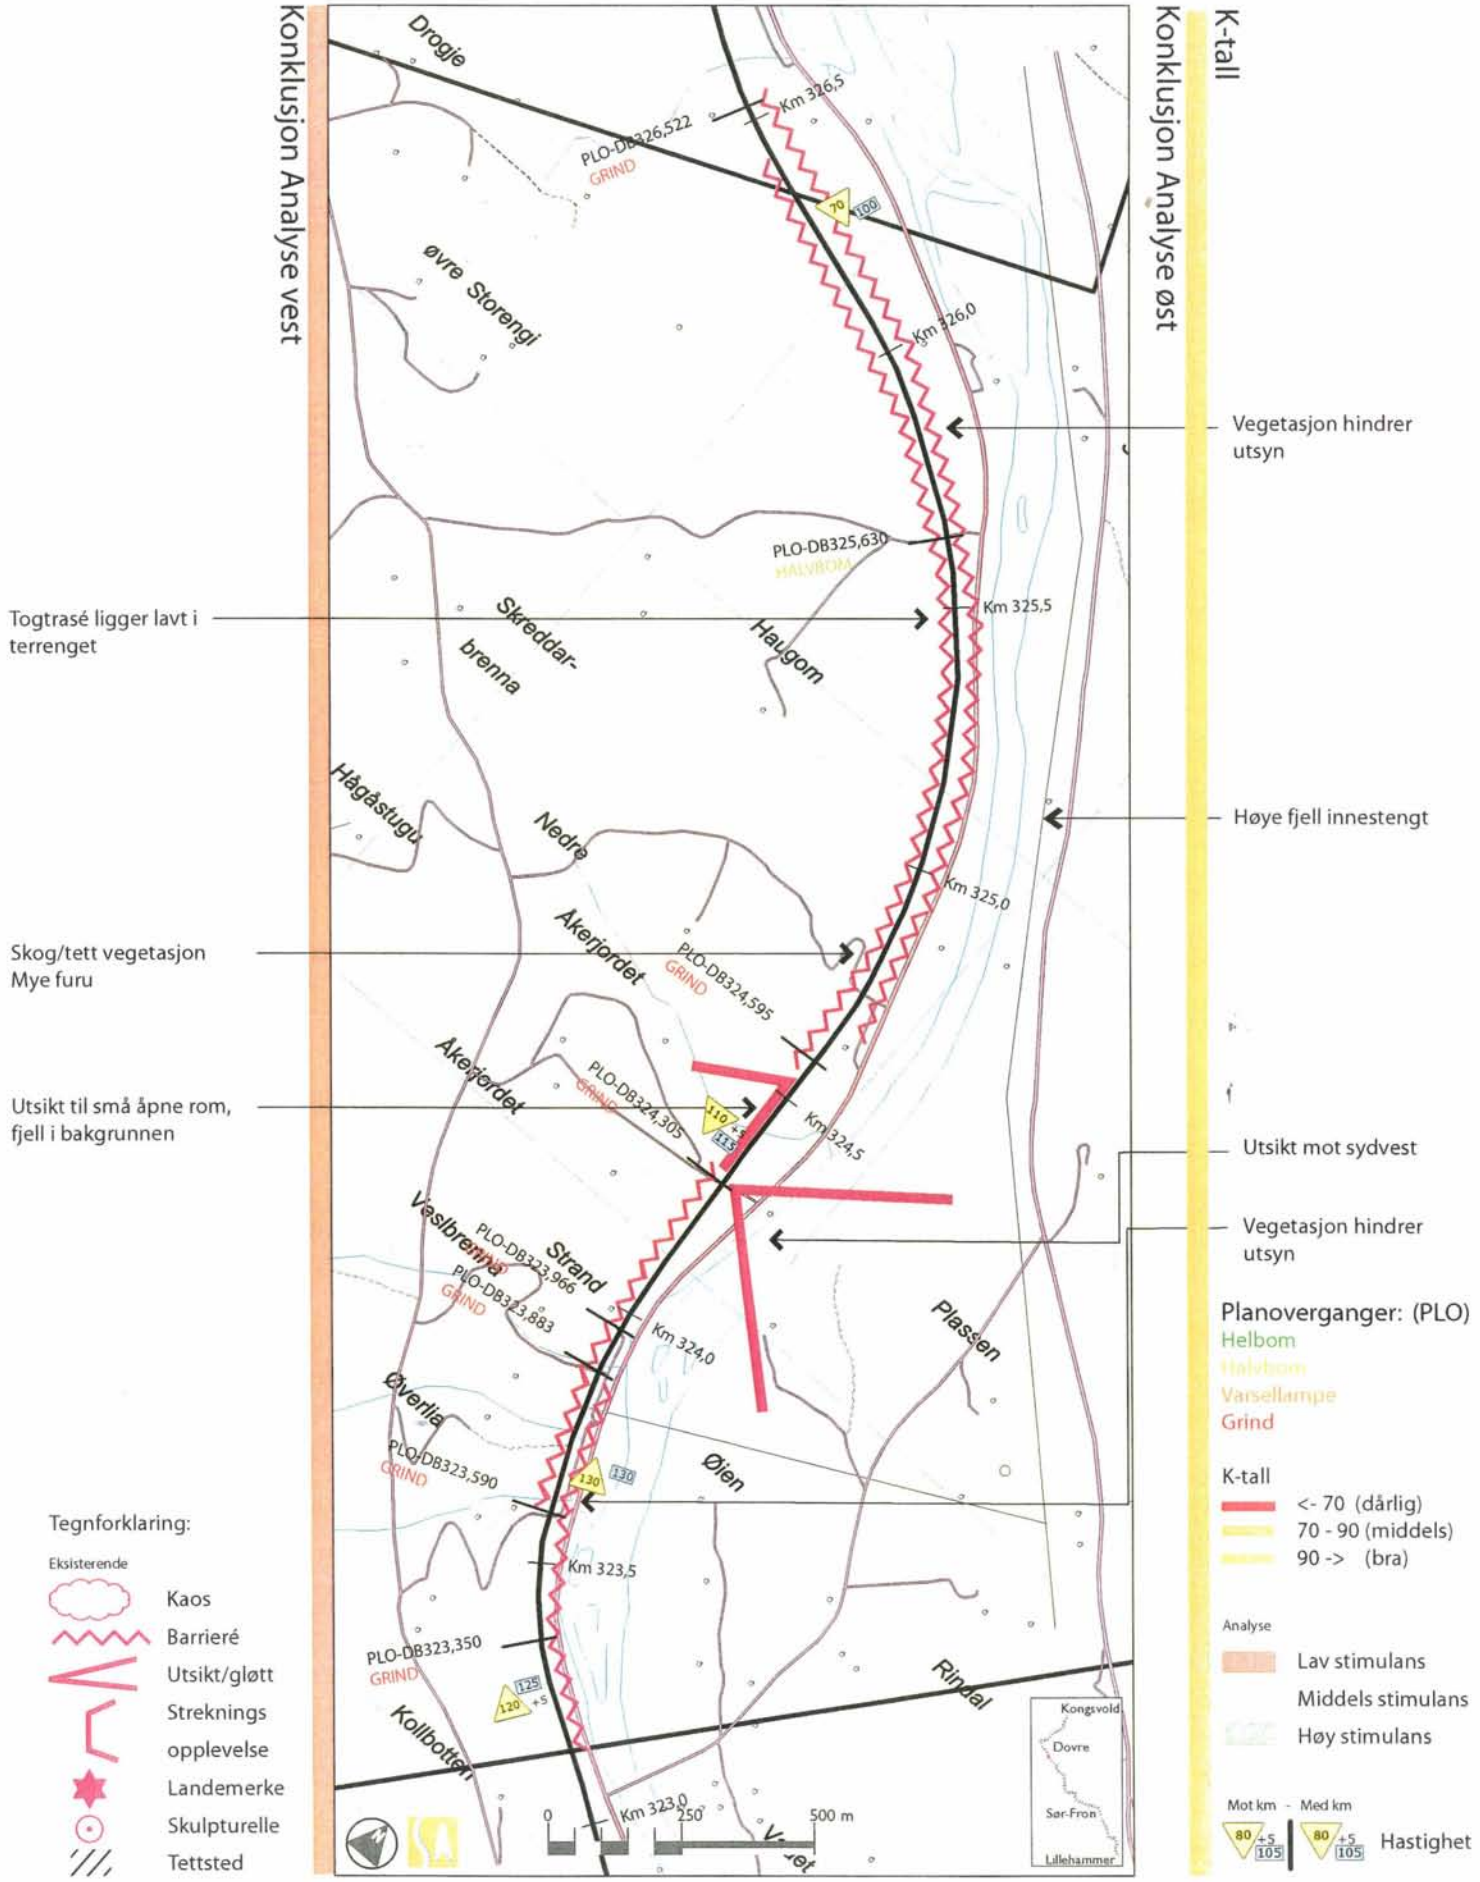 Konklusjon Analyse vest
Konklusjon Analyse øst
K-tall
Drogje
Km 326,5
PLO-DB326,522
GRIND
70
100
øvre Storengi
Km 326,0
Vegetasjon hindrer
utsyn
PLO-DB325,630
HALVBOM
Km 325,5
Togtrasé ligger lavt i
terrenget
Skreddar-
brenna
Haugom
Hågåstugu
Nedre
Åkerjordet
Høye fjell innestengt
Km 325,0
Skog/tett vegetasjon
Mye furu
PLO-DB324,595
GRIND
Åkerjordet
PLO-DB324,305
GRIND
110
+5
115
Km 324,5
Utsikt til små åpne rom,
fjell i bakgrunnen
Utsikt mot sydvest
Vegetasjon hindrer
utsyn
Veslbrenna
PLO-DB323,966
GRIND
Strand
PLO-DB323,883
GRIND
Km 324,0
Plassen
Øverlia
PLO-DB323,590
GRIND
130
130
Øien
Km 323,5
PLO-DB323,350
GRIND
125
120
+5
Kollbotten
Rindal
Km 323,0
0
250
500 m
Kongsvold
Dovre
Sør-Fron
Lillehammer
Planoverganger: (PLO)
Helbom
Halvbom
Varsellampe
Grind
K-tall
<- 70 (dårlig)
70 - 90 (middels)
90 -> (bra)
Analyse
Lav stimulans
Middels stimulans
Høy stimulans
Mot km - Med km
80 +5 105
80 +5 105
Hastighet
Tegnforklaring:
Eksisterende
Kaos
Barrieré
Utsikt/gløtt
Streknings
opplevelse
Landemerke
Skulpturelle
Tettsted